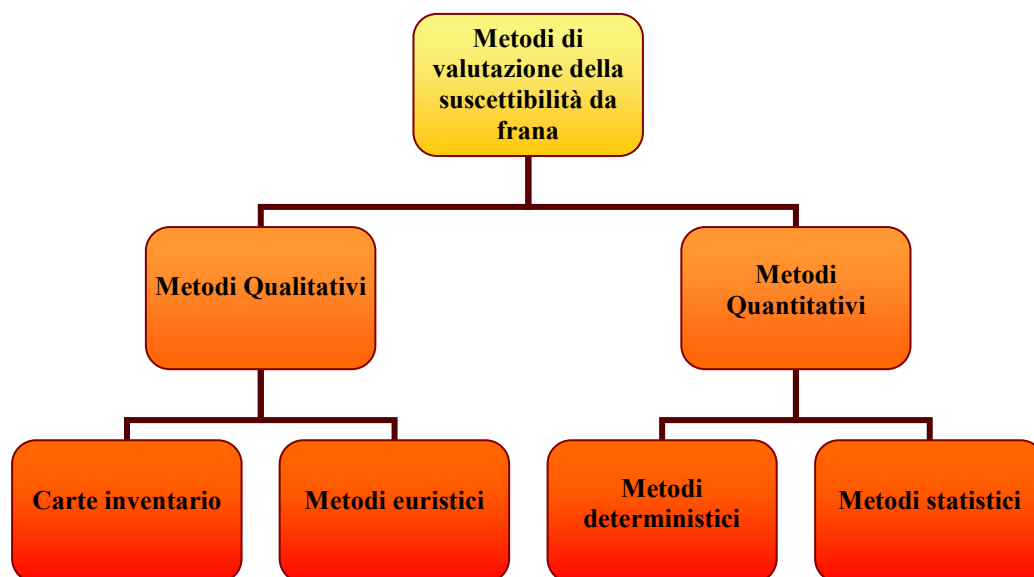 Metodi di
valutazione della
suscettibilità da
frana
Metodi Qualitativi
Metodi
Quantitativi
Carte inventario
Metodi euristici
Metodi
deterministici
Metodi statistici